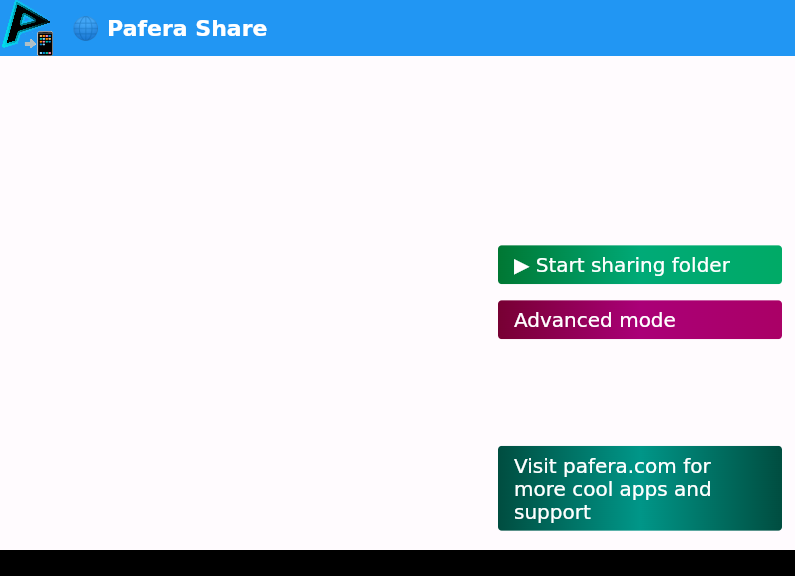 Pafera Share
▶ Start sharing folder
Advanced mode
Visit pafera.com for
more cool apps and
support